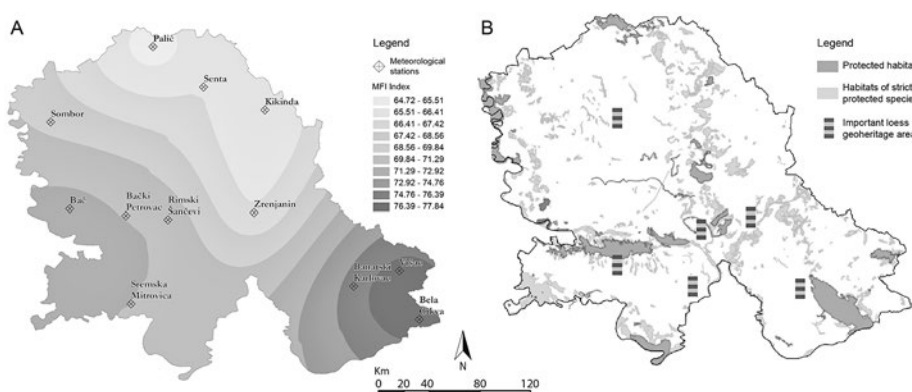 A
Palić
Senta
Kikinda
Sombor
Bač
Bački
Petrovac
Rimski
Šančevi
Zrenjanin
Sremska
Mitrovica
Banatski
Karlovac
Vršac
Bela
Crkva
Legend
Meteorological
stations
MFI Index
64.72 - 65.51
65.51 - 66.41
66.41 - 67.42
67.42 - 68.56
68.56 - 69.84
69.84 - 71.29
71.29 - 72.92
72.92 - 74.76
74.76 - 76.39
76.39 - 77.84
N
Km
0 20 40 80 120
B
Legend
Protected habita
Habitats of strict
protected species
Important loess
geoheritage area